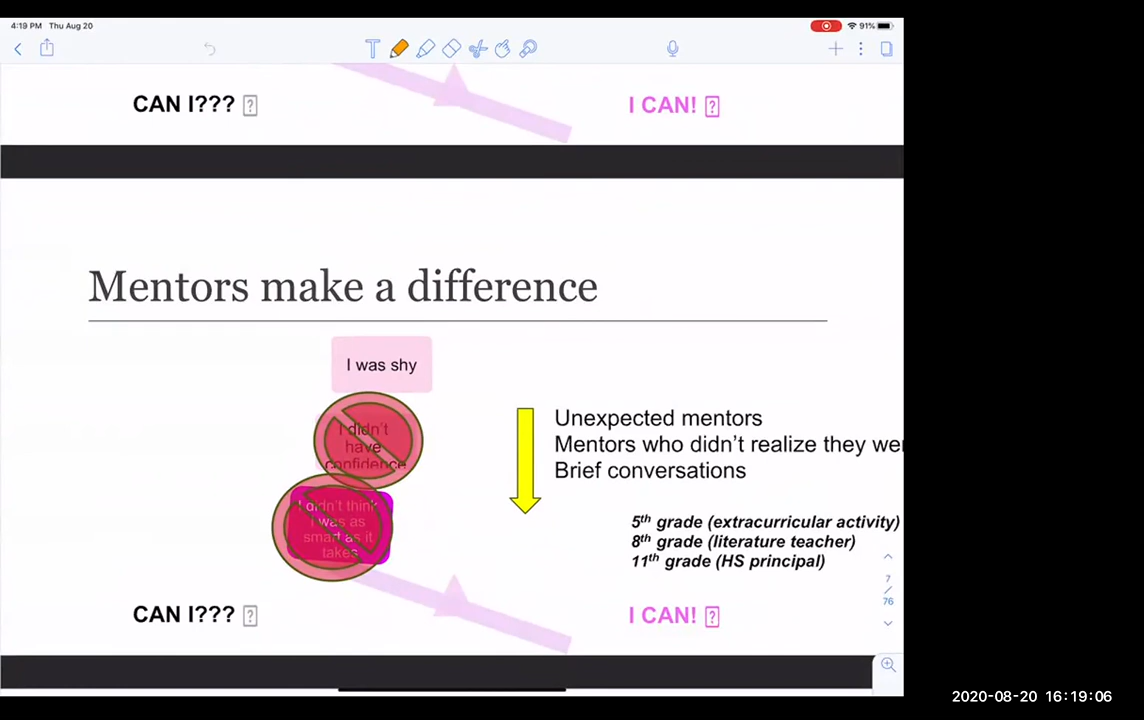 4:19 PM Thu Aug 20
91%
CAN I???
I CAN!
Mentors make a difference
I was shy
I didn't
have
confidence
I didn't think
I was as
smart as it
takes
Unexpected mentors
Mentors who didn't realize they
Brief conversations
5th grade (extracurricular activity)
8th grade (literature teacher)
11th grade (HS principal)
CAN I???
I CAN!
7
/
76
2020-08-20 16:19:06